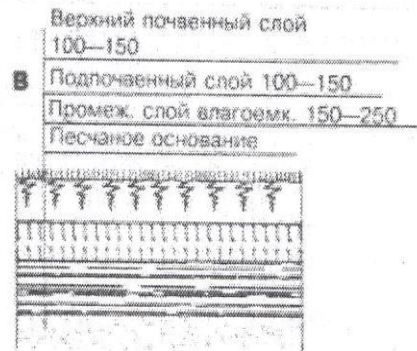 Верхний почвенный слой
100—150
В Подпочвенный слой 100—150
Промеж. слой влагоемк. 150—250
Песчаное основание